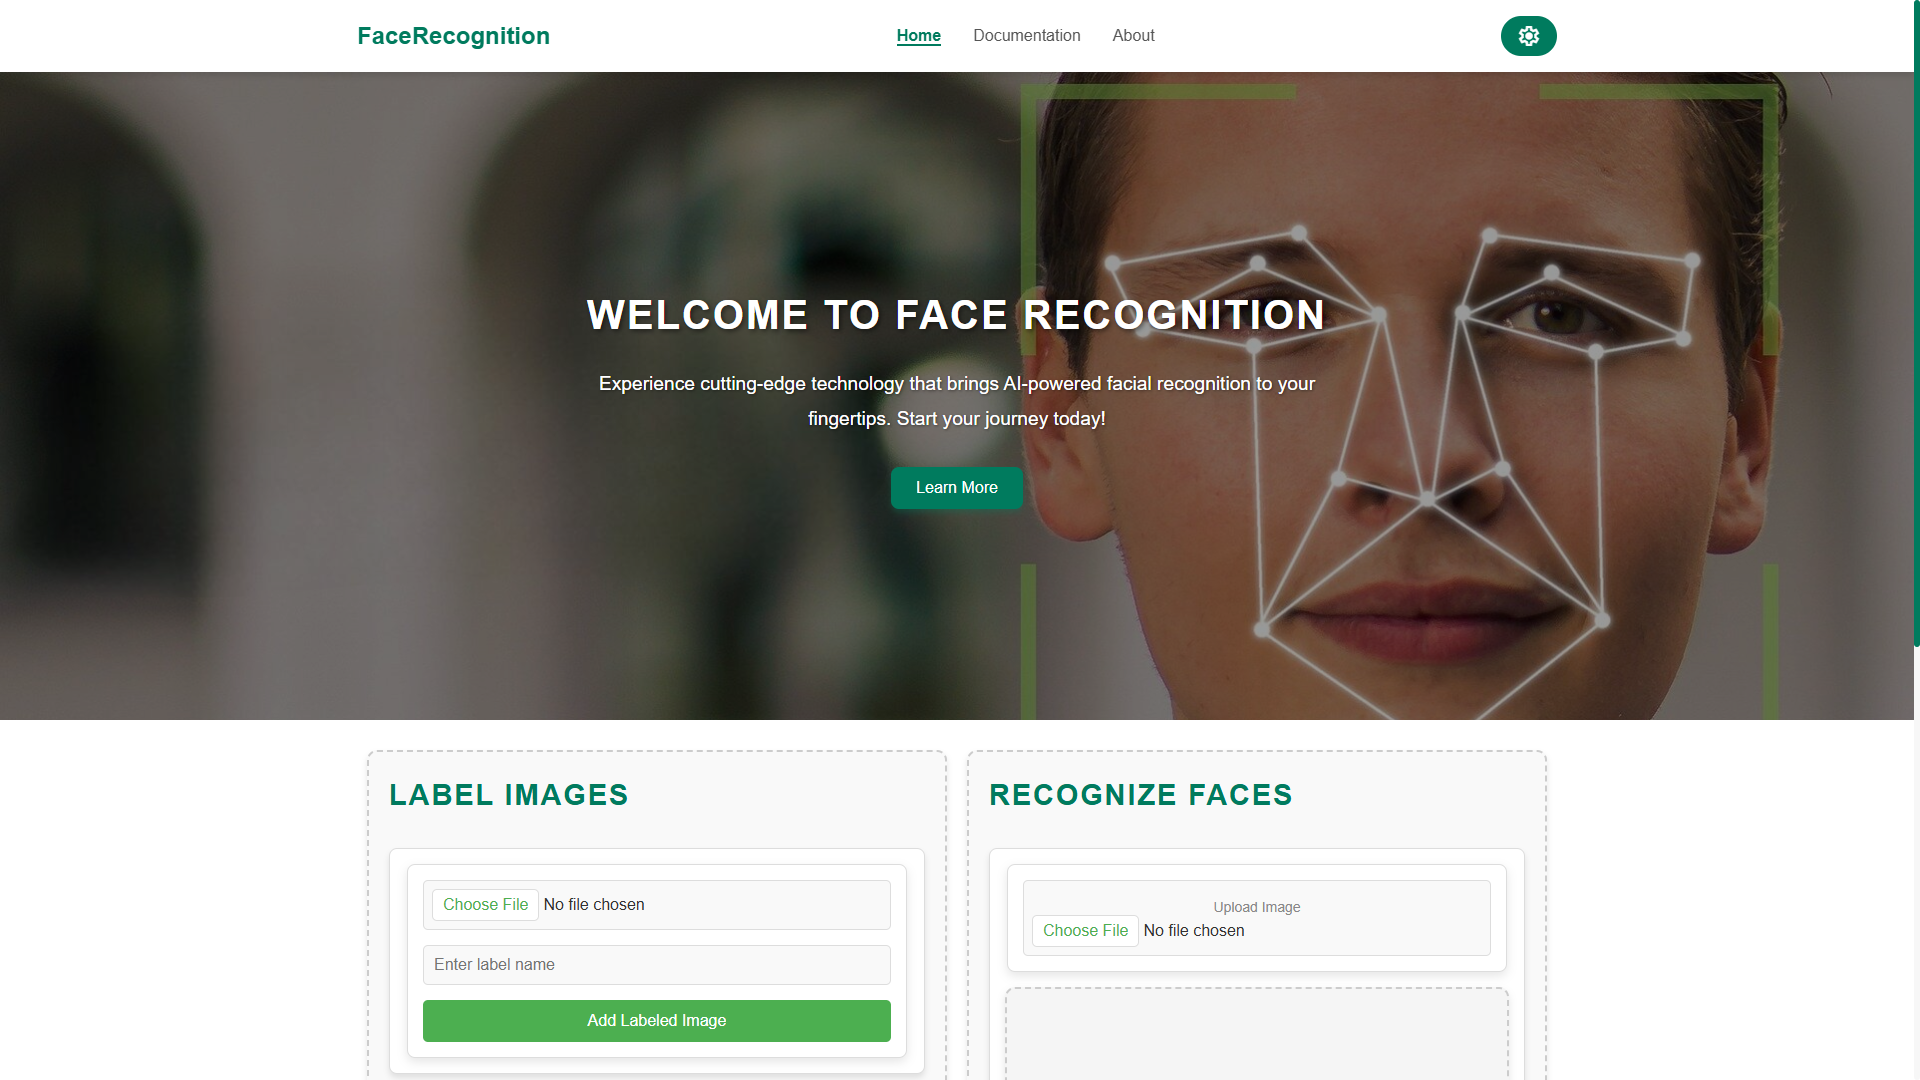 FaceRecognition
Home
Documentation
About
WELCOME TO FACE RECOGNITION
Experience cutting-edge technology that brings AI-powered facial recognition to your
fingertips. Start your journey today!
Learn More
LABEL IMAGES
Choose File No file chosen
Enter label name
Add Labeled Image
RECOGNIZE FACES
Upload Image
Choose File No file chosen